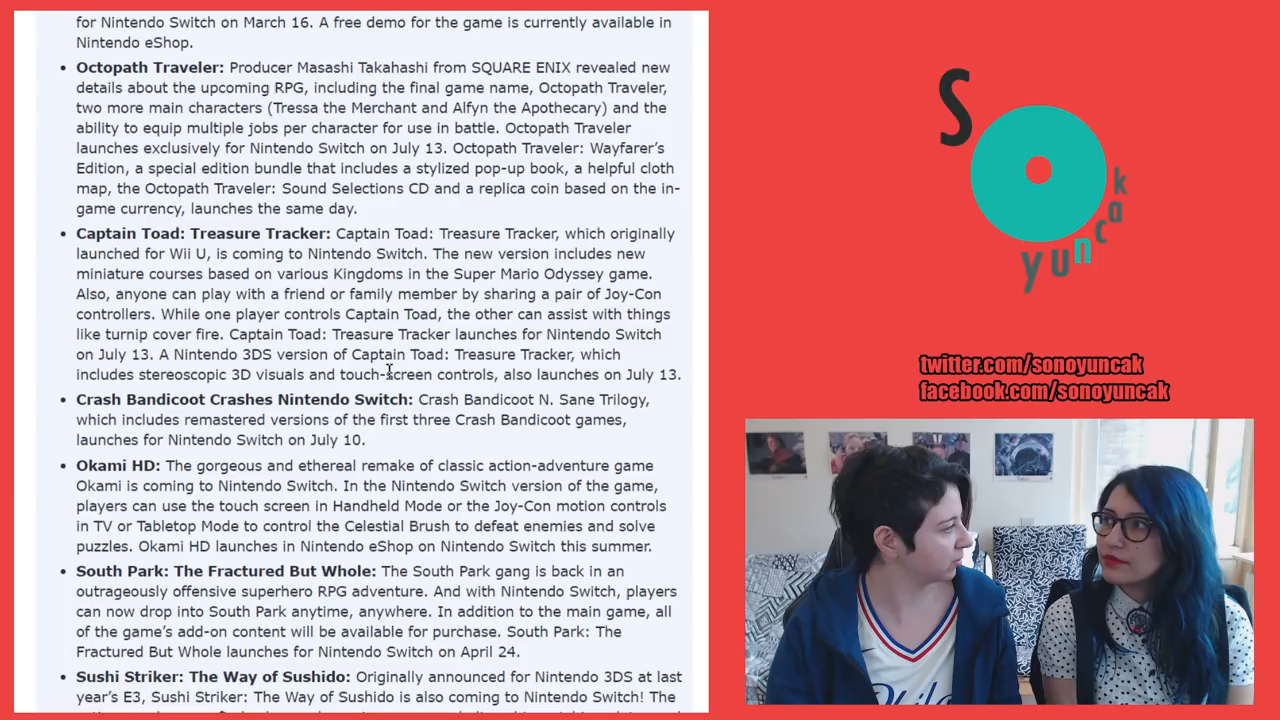 for Nintendo Switch on March 16. A free demo for the game is currently available in
Nintendo eShop.
• Octopath Traveler: Producer Masashi Takahashi from SQUARE ENIX revealed new
details about the upcoming RPG, including the final game name, Octopath Traveler,
two more main characters (Tressa the Merchant and Alfyn the Apothecary) and the
ability to equip multiple jobs per character for use in battle. Octopath Traveler
launches exclusively for Nintendo Switch on July 13. Octopath Traveler: Wayfarer’s
Edition, a special edition bundle that includes a stylized pop-up book, a helpful cloth
map, the Octopath Traveler: Sound Selections CD and a replica coin based on the in-
game currency, launches the same day.
• Captain Toad: Treasure Tracker: Captain Toad: Treasure Tracker, which originally
launched for Wii U, is coming to Nintendo Switch. The new version includes new
miniature courses based on various Kingdoms in the Super Mario Odyssey game.
Also, anyone can play with a friend or family member by sharing a pair of Joy-Con
controllers. While one player controls Captain Toad, the other can assist with things
like turnip cover fire. Captain Toad: Treasure Tracker launches for Nintendo Switch
on July 13. A Nintendo 3DS version of Captain Toad: Treasure Tracker, which
includes stereoscopic 3D visuals and touch-screen controls, also launches on July 13.
• Crash Bandicoot Crashes Nintendo Switch: Crash Bandicoot N. Sane Trilogy,
which includes remastered versions of the first three Crash Bandicoot games,
launches for Nintendo Switch on July 10.
• Okami HD: The gorgeous and ethereal remake of classic action-adventure game
Okami is coming to Nintendo Switch. In the Nintendo Switch version of the game,
players can use the touch screen in Handheld Mode or the Joy-Con motion controls
in TV or Tabletop Mode to control the Celestial Brush to defeat enemies and solve
puzzles. Okami HD launches in Nintendo eShop on Nintendo Switch this summer.
• South Park: The Fractured But Whole: The South Park gang is back in an
outrageously offensive superhero RPG adventure. And with Nintendo Switch, players
can now drop into South Park anytime, anywhere. In addition to the main game, all
of the game’s add-on content will be available for purchase. South Park: The
Fractured But Whole launches for Nintendo Switch on April 24.
• Sushi Striker: The Way of Sushido: Originally announced for Nintendo 3DS at last
year’s E3, Sushi Striker: The Way of Sushido is also coming to Nintendo Switch! The
So yuncak
twitter.com/sonoyuncak
facebook.com/sonoyuncak